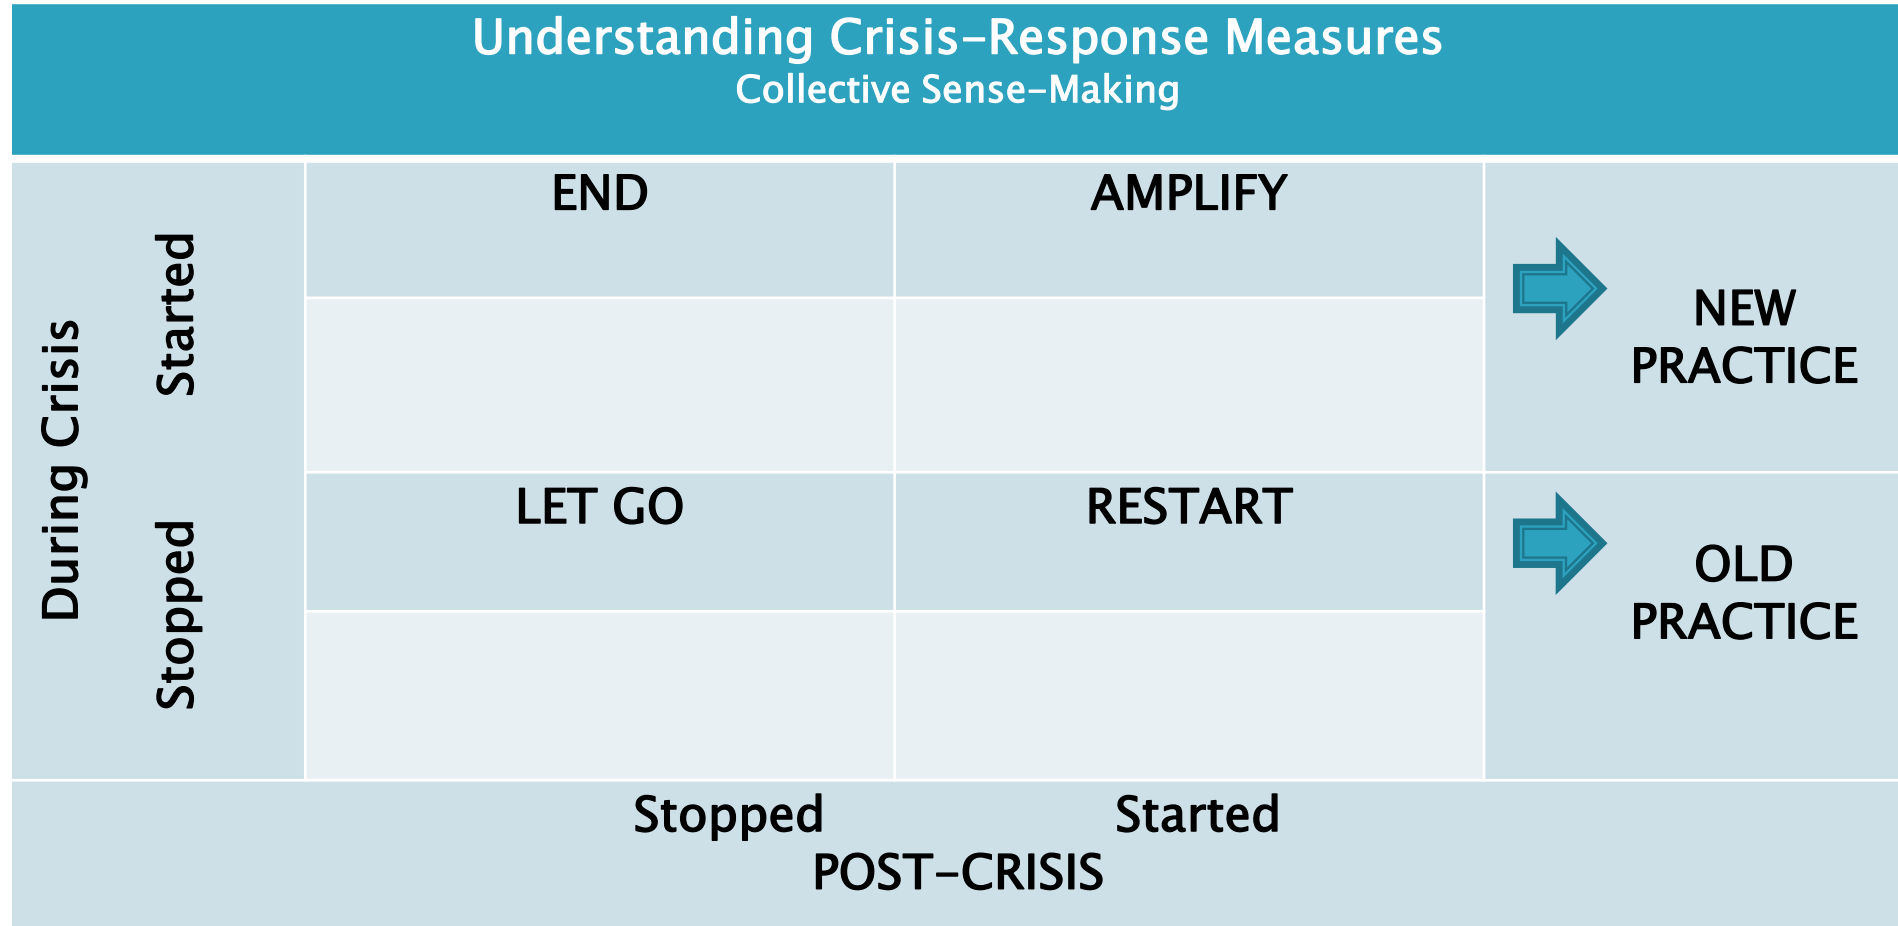 Understanding Crisis-Response Measures
Collective Sense-Making
During Crisis
Started
END
AMPLIFY
NEW
PRACTICE
Stopped
LET GO
RESTART
OLD
PRACTICE
Stopped
Started
POST-CRISIS